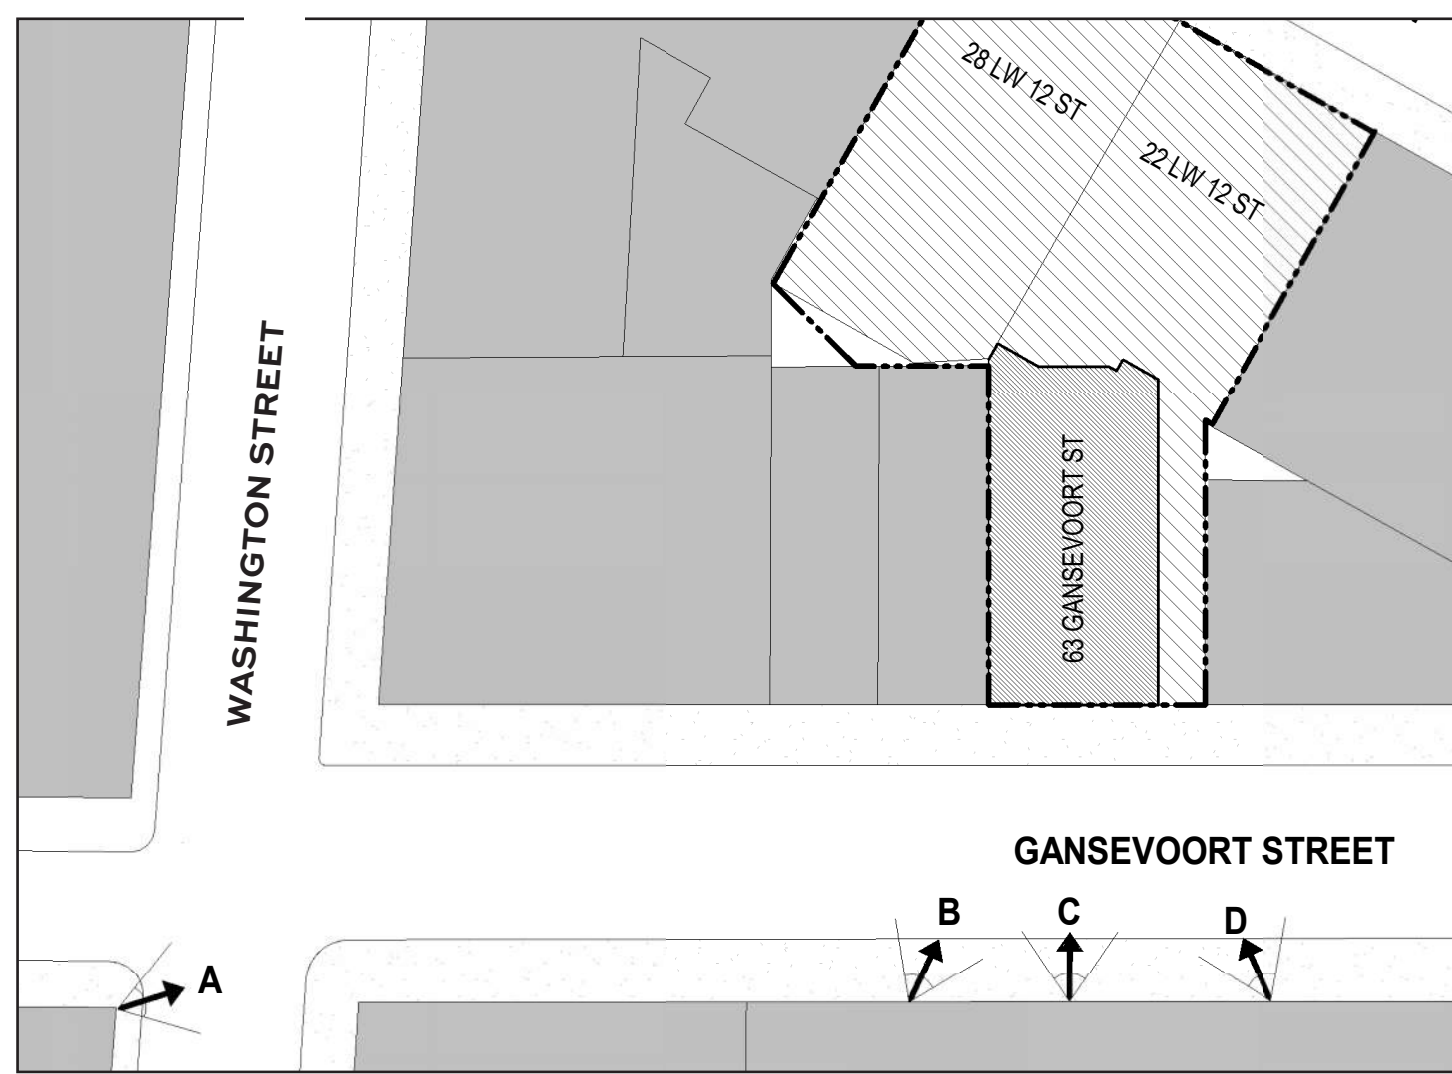 28 LW 12 ST
22 LW 12 ST
WASHINGTON STREET
63 GANSEVOORT ST
GANSEVOORT STREET
A
B
C
D